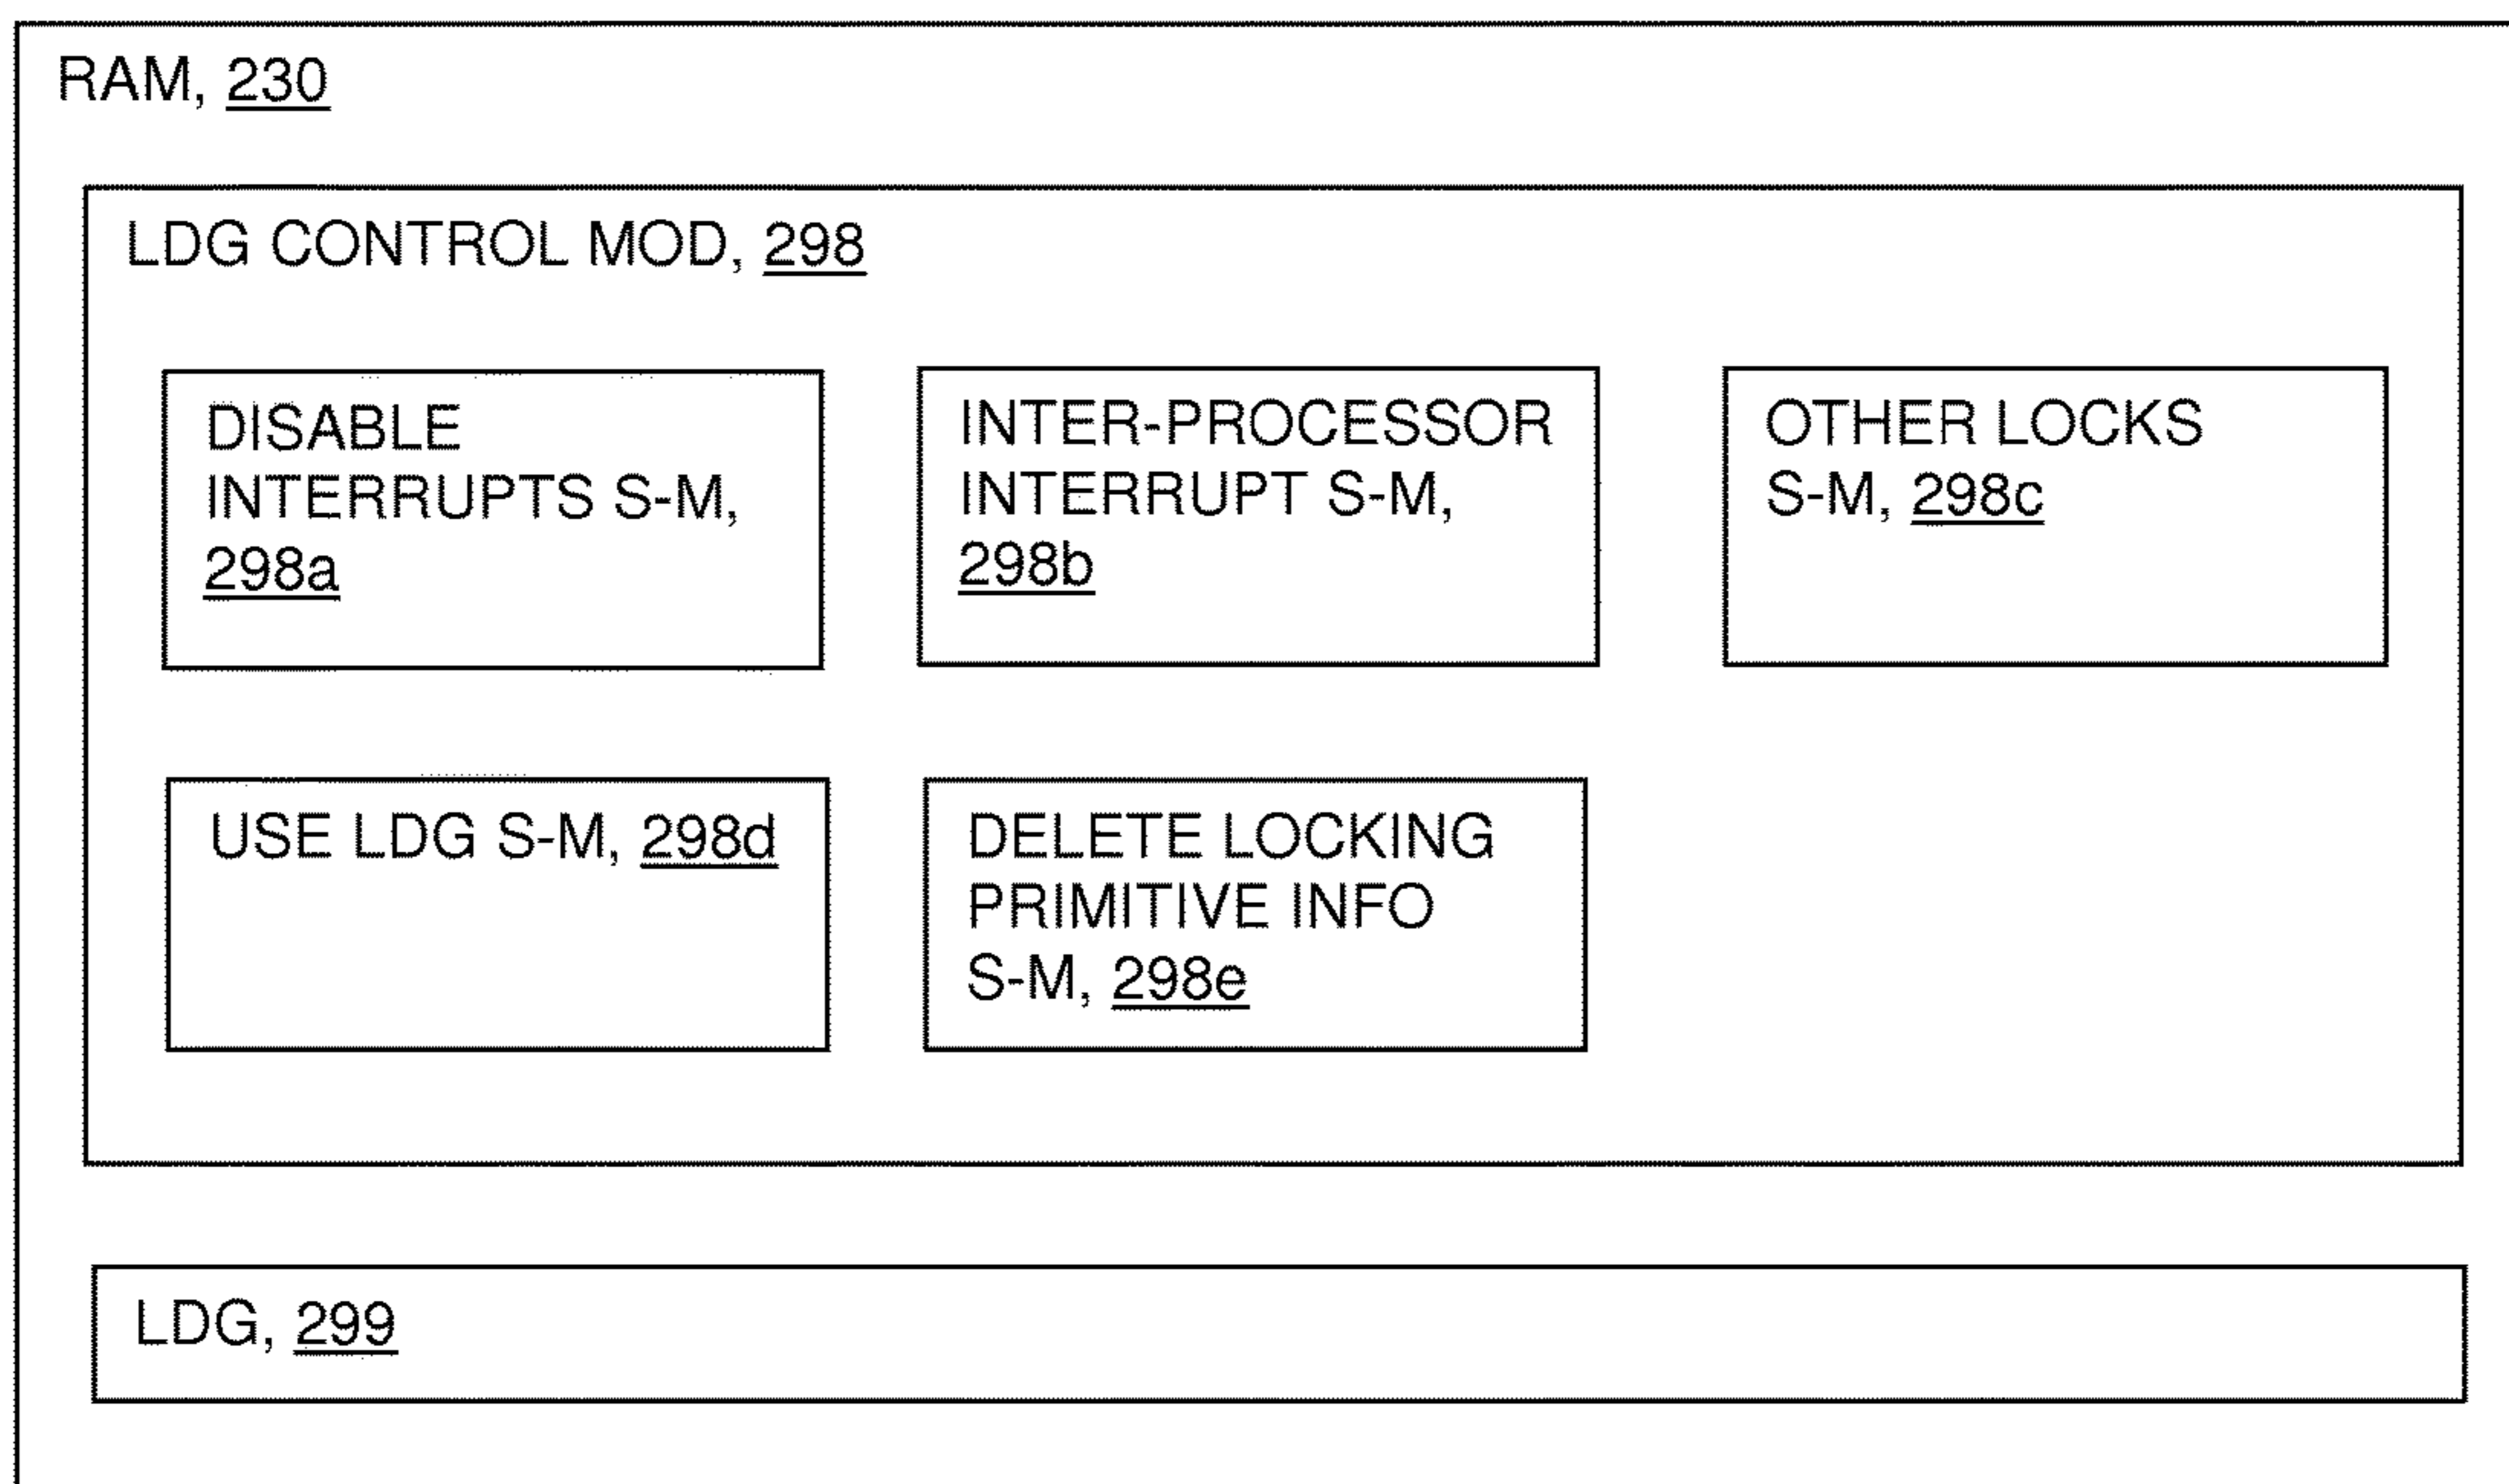 RAM, 230
LDG CONTROL MOD, 298
DISABLE
INTERRUPTS S-M,
298a
INTER-PROCESSOR
INTERRUPT S-M,
298b
OTHER LOCKS
S-M, 298c
USE LDG S-M, 298d
DELETE LOCKING
PRIMITIVE INFO
S-M, 298e
LDG, 299